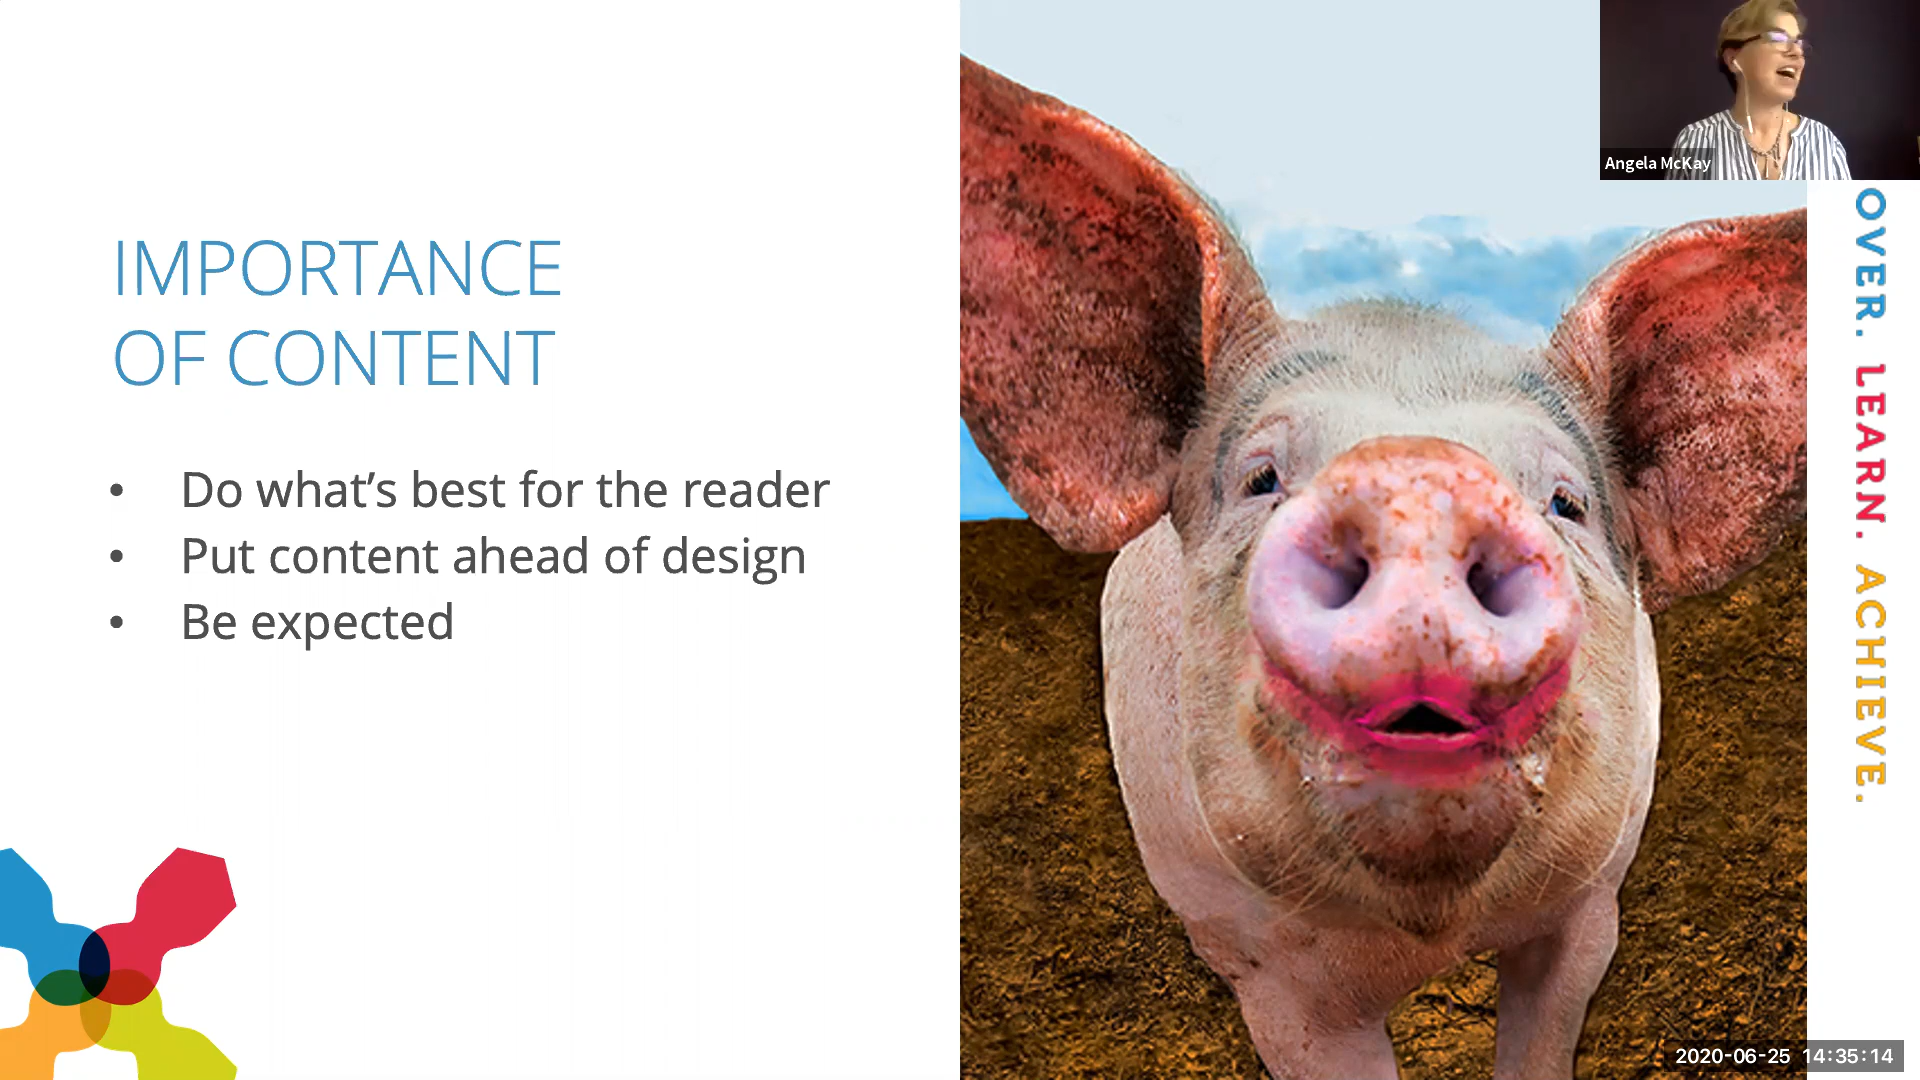 IMPORTANCE
OF CONTENT
• Do what's best for the reader
• Put content ahead of design
• Be expected
Angela McKay
OVER. LEARN. ACHIEVE.
2020-06-25 14:35:14